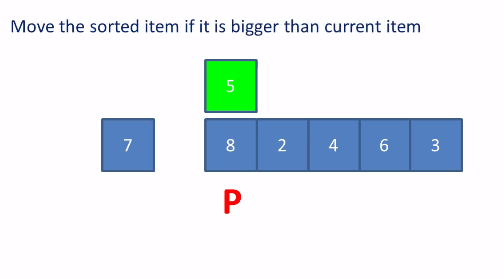 Move the sorted item if it is bigger than current item
5
7 8 2 4 6 3
P